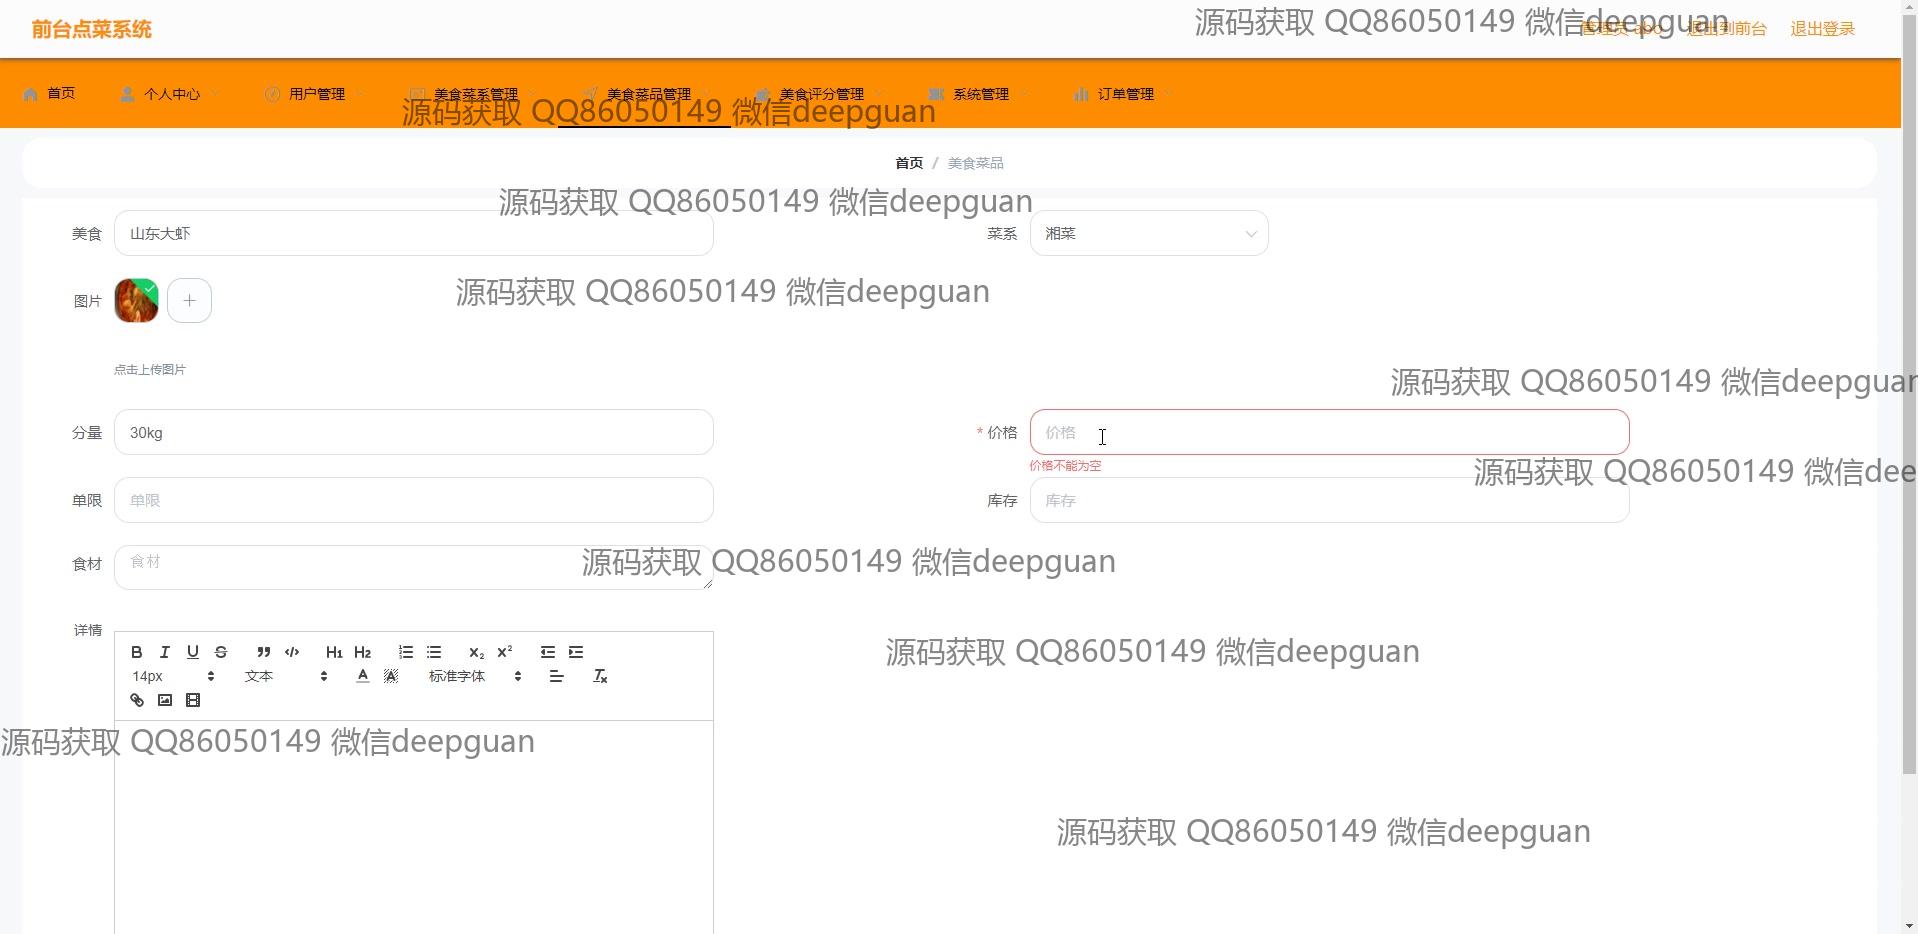 前台点菜系统
源码获取 QQ86050149 微信deepguan
管理员 abo 退出到前台 退出登录
首页 个人中心 用户管理 美食菜系管理 美食菜品管理 美食评分管理 系统管理 订单管理
源码获取 QQ86050149 微信deepguan
首页 / 美食菜品
源码获取 QQ86050149 微信deepguan
美食 山东大虾 菜系 湘菜
源码获取 QQ86050149 微信deepguan
图片
点击上传图片
源码获取 QQ86050149 微信deepguan
分量 30kg * 价格 价格
价格不能为空
源码获取 QQ86050149 微信dee
单限 单限 库存 库存
食材 食材
源码获取 QQ86050149 微信deepguan
详情
B I U S ” </> H1 H2 X2 X2
源码获取 QQ86050149 微信deepguan
14px 文本 A A 标准字体 Tx
源码获取 QQ86050149 微信deepguan
源码获取 QQ86050149 微信deepguan